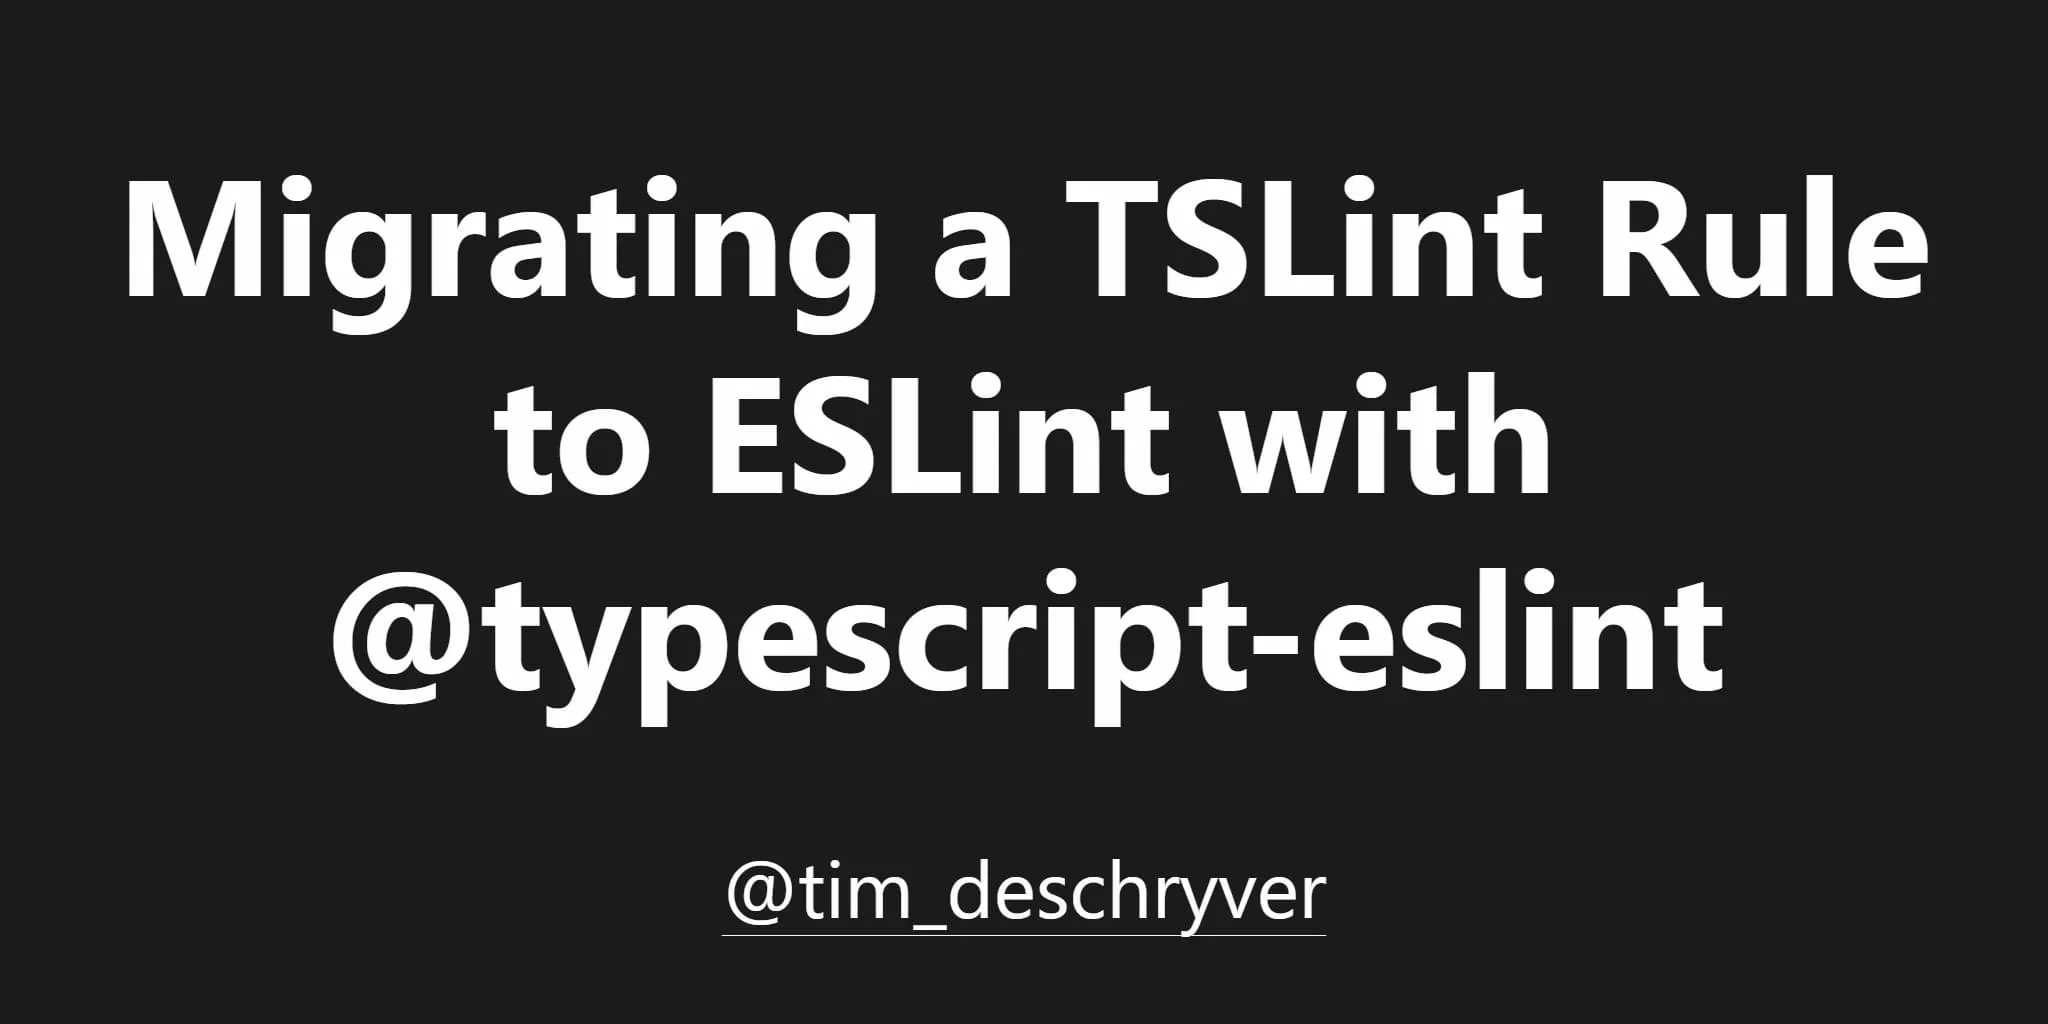 Migrating a TSLint Rule
to ESLint with
@typescript-eslint
@tim_deschryver